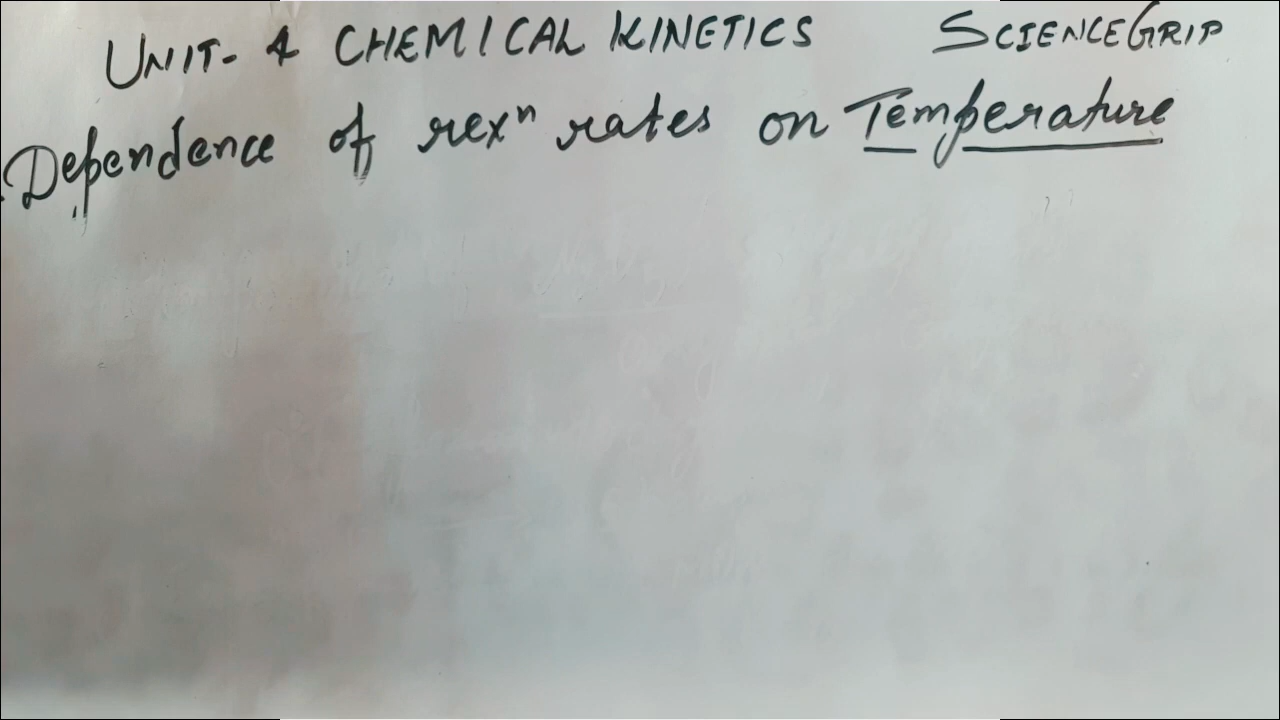 UNIT- 4 CHEMICAL KINETICS SCIENCEGRIP
Dependence of rexⁿ rates on Temperature